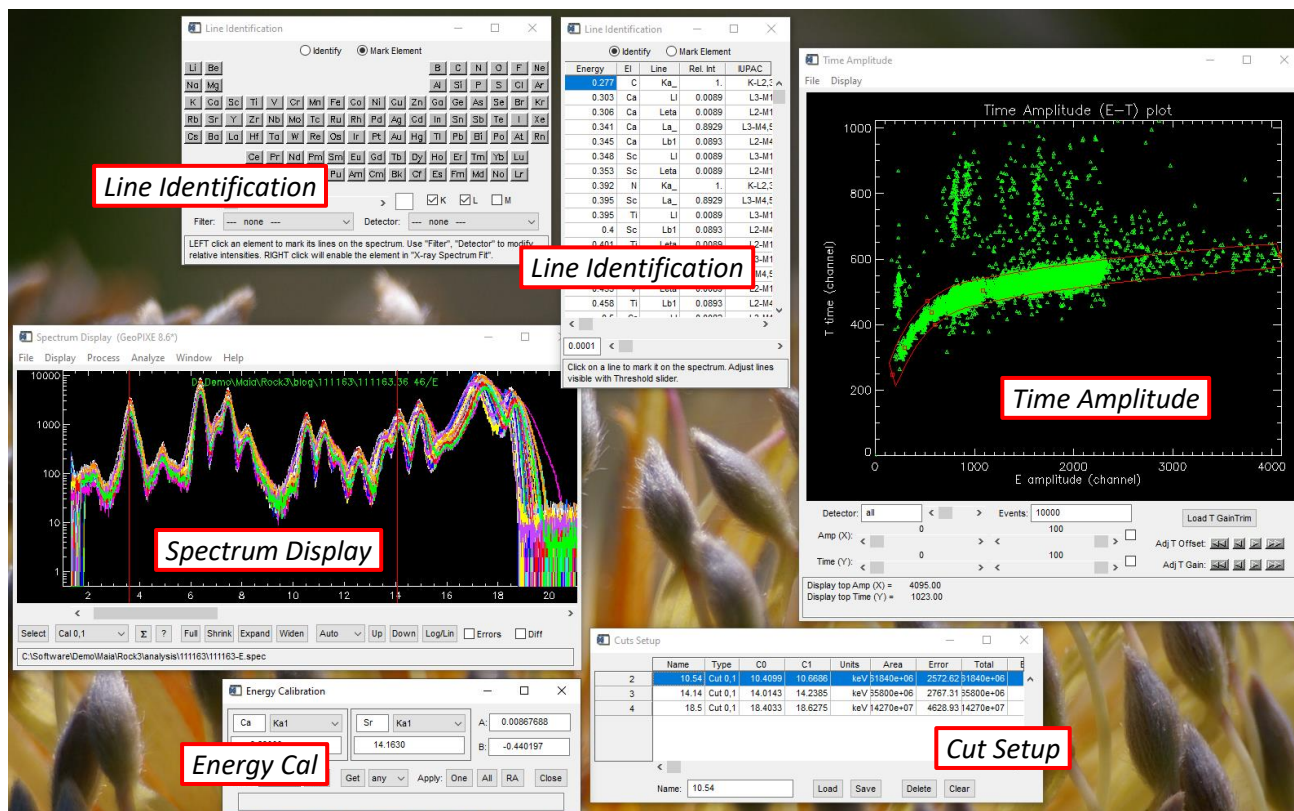 Line Identification
Identify Mark Element
Li Be B C N O F Ne
Na Mg Al Si P S Cl Ar
K Ca Sc Ti V Cr Mn Fe Co Ni Cu Zn Ga Ge As Se Br Kr
Rb Sr Y Zr Nb Mo Tc Ru Rh Pd Ag Cd In Sn Sb Te I Xe
Cs Ba La Hf Ta W Re Os Ir Pt Au Hg Tl Pb Bi Po At Rn
Ce Pr Nd Pm Sm Eu Gd Tb Dy Ho Er Tm Yb Lu
Pu Am Cm Bk Cf Es Fm Md No Lr
Line Identification
K L M
Filter: --- none --- Detector: --- none ---
LEFT click an element to mark its lines on the spectrum. Use "Filter", "Detector" to modify
relative intensities. RIGHT click will enable the element in "X-ray Spectrum Fit".
Line Identification
Identify Mark Element
Energy El Line Rel. Int IUPAC
0.277 C Ka_ 1. K-L2,3
0.303 Ca Ll 0.0089 L3-M1
0.306 Ca Leta 0.0089 L2-M1
0.341 Ca La_ 0.8929 L3-M4,5
0.345 Ca Lb1 0.0893 L2-M4
0.348 Sc Ll 0.0089 L3-M1
0.353 Sc Leta 0.0089 L2-M1
0.392 N Ka_ 1. K-L2,3
0.395 Sc La_ 0.8929 L3-M4,5
0.395 Ti Ll 0.0089 L3-M1
0.4 Sc Lb1 0.0893 L2-M4
0.401 Ti Leta 0.0089 L2-M1
Line Identification
0.458 Ti Lb1 0.0893 L2-M4
0.0001
Click on a line to mark it on the spectrum. Adjust lines
visible with Threshold slider.
Time Amplitude
File Display
Time Amplitude (E-T) plot
1000
800
600
400
200
0
T time (channel)
0 1000 2000 3000 4000
E amplitude (channel)
Time Amplitude
Detector: all Events: 10000 Load T GainTrim
Amp (X): 0 100
Adj T Offset:
Time (Y): 0 100
Adj T Gain:
Display top Amp (X) = 4095.00
Display top Time (Y) = 1023.00
Spectrum Display (GeoPIXE 8.6*)
File Display Process Analyze Window Help
10000
1000
100
10
1
2 4 6 8 10 12 14 16 18 20
Spectrum Display
Select Cal 0,1 Σ ? Full Shrink Expand Widen Auto Up Down Log/Lin Errors Diff
C:\Software\Demo\Maia\Rock3\analysis\111163\111163-E.spec
Energy Calibration
Ca Ka1 Sr Ka1 A: 0.00867688
14.1630 B: -0.440197
Energy Cal
Get any Apply: One All RA Close
Cuts Setup
Name Type C0 C1 Units Area Error Total
2 10.54 Cut 0,1 10.4099 10.6686 keV 61840e+06 2572.62 61840e+06
3 14.14 Cut 0,1 14.0143 14.2385 keV 2767.31
4 18.5 Cut 0,1 18.4033 18.6275 keV 14270e+07 4628.93 14270e+07
Cut Setup
Name: 10.54 Load Save Delete Clear